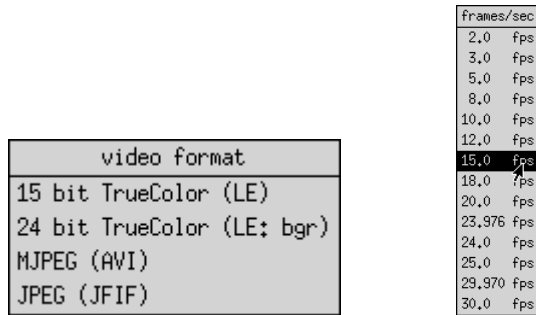 video format
15 bit TrueColor (LE)
24 bit TrueColor (LE: bgr)
MJPEG (AVI)
JPEG (JFIF)
frames/sec
2.0 fps
3.0 fps
5.0 fps
8.0 fps
10.0 fps
12.0 fps
15.0 fps
18.0 fps
20.0 fps
23.976 fps
24.0 fps
25.0 fps
29.970 fps
30.0 fps